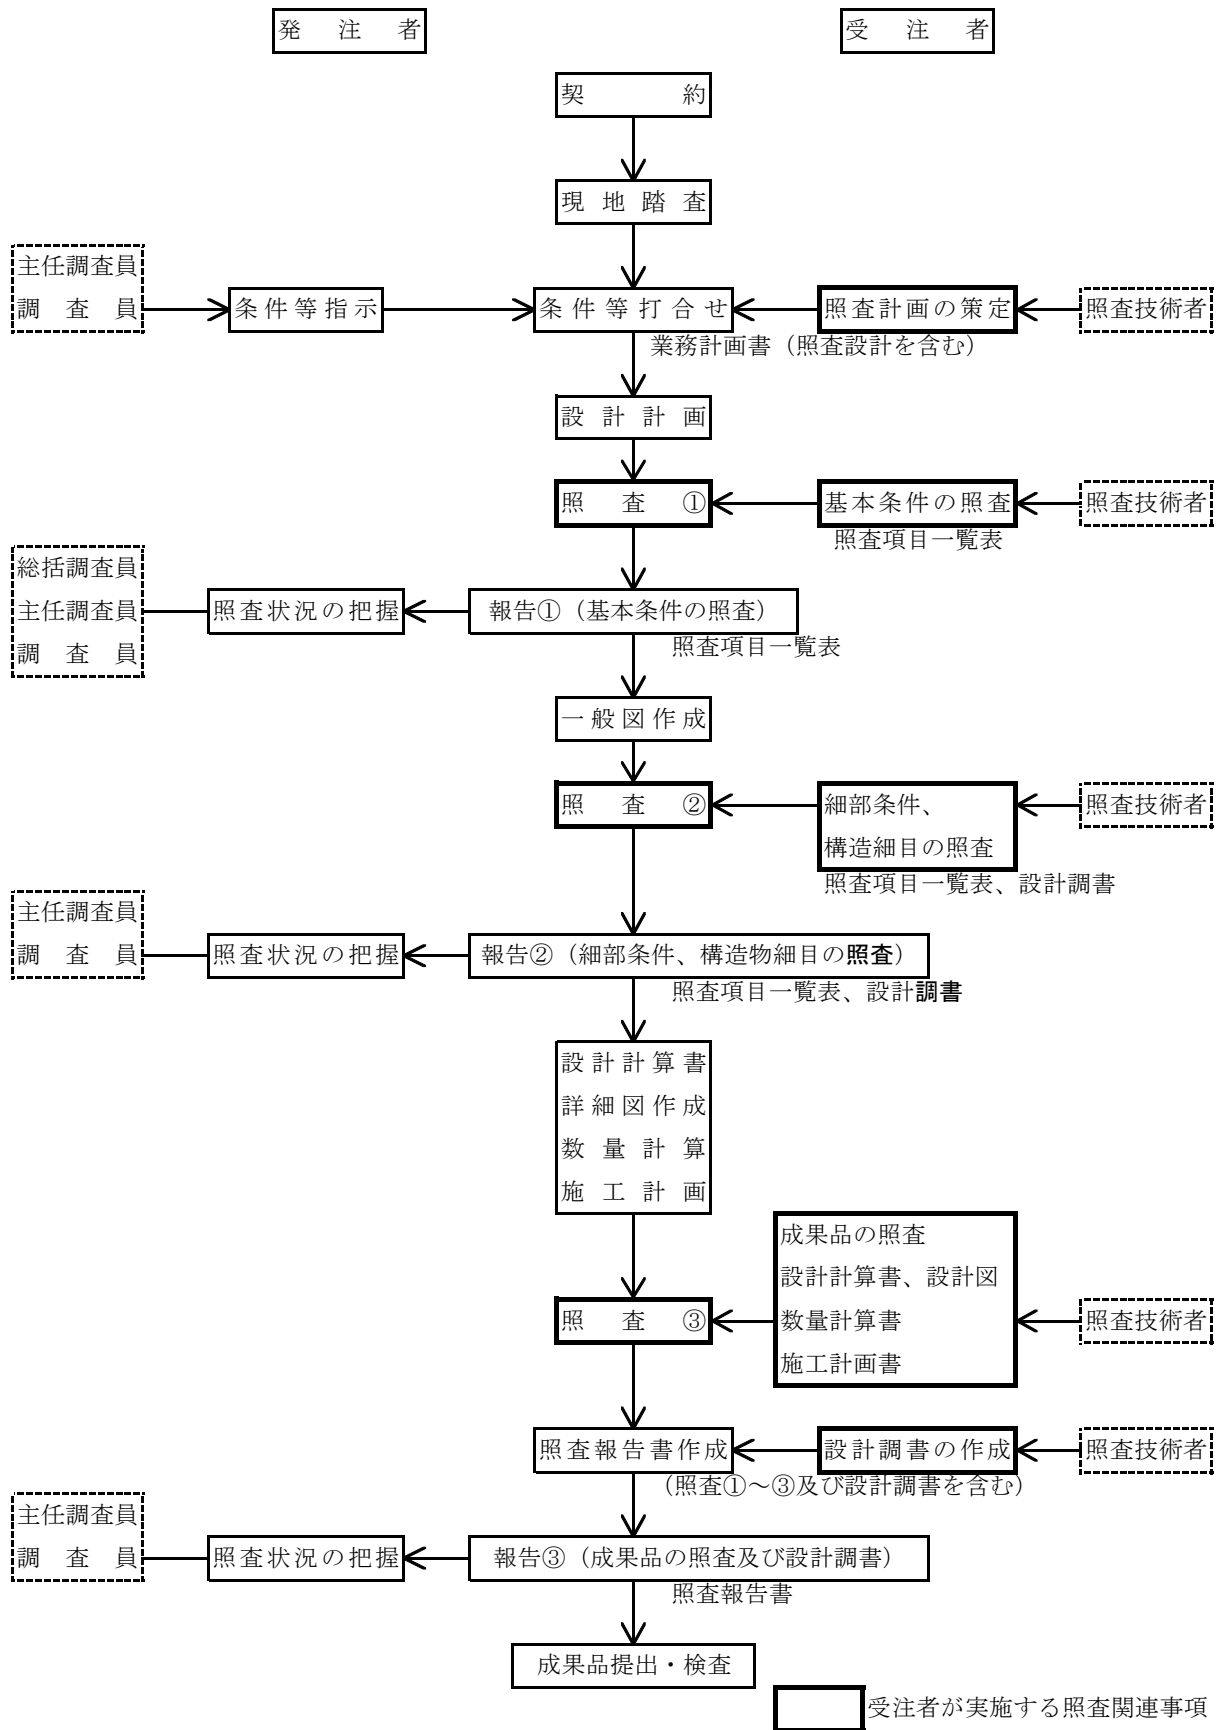 発注者
受注者
契約
現地踏査
主任調査員
調査員
条件等指示
条件等打合せ
照査計画の策定
照査技術者
業務計画書（照査設計を含む）
設計計画
照査①
基本条件の照査
照査技術者
照査項目一覧表
総括調査員
主任調査員
調査員
照査状況の把握
報告①（基本条件の照査）
照査項目一覧表
一般図作成
照査②
細部条件、
構造細目の照査
照査技術者
照査項目一覧表、設計調書
主任調査員
調査員
照査状況の把握
報告②（細部条件、構造物細目の照査）
照査項目一覧表、設計調書
設計計算書
詳細図作成
数量計算
施工計画
照査③
成果品の照査
設計計算書、設計図
数量計算書
施工計画書
照査技術者
照査報告書作成
設計調書の作成
照査技術者
（照査①～③及び設計調書を含む）
主任調査員
調査員
照査状況の把握
報告③（成果品の照査及び設計調書）
照査報告書
成果品提出・検査
受注者が実施する照査関連事項